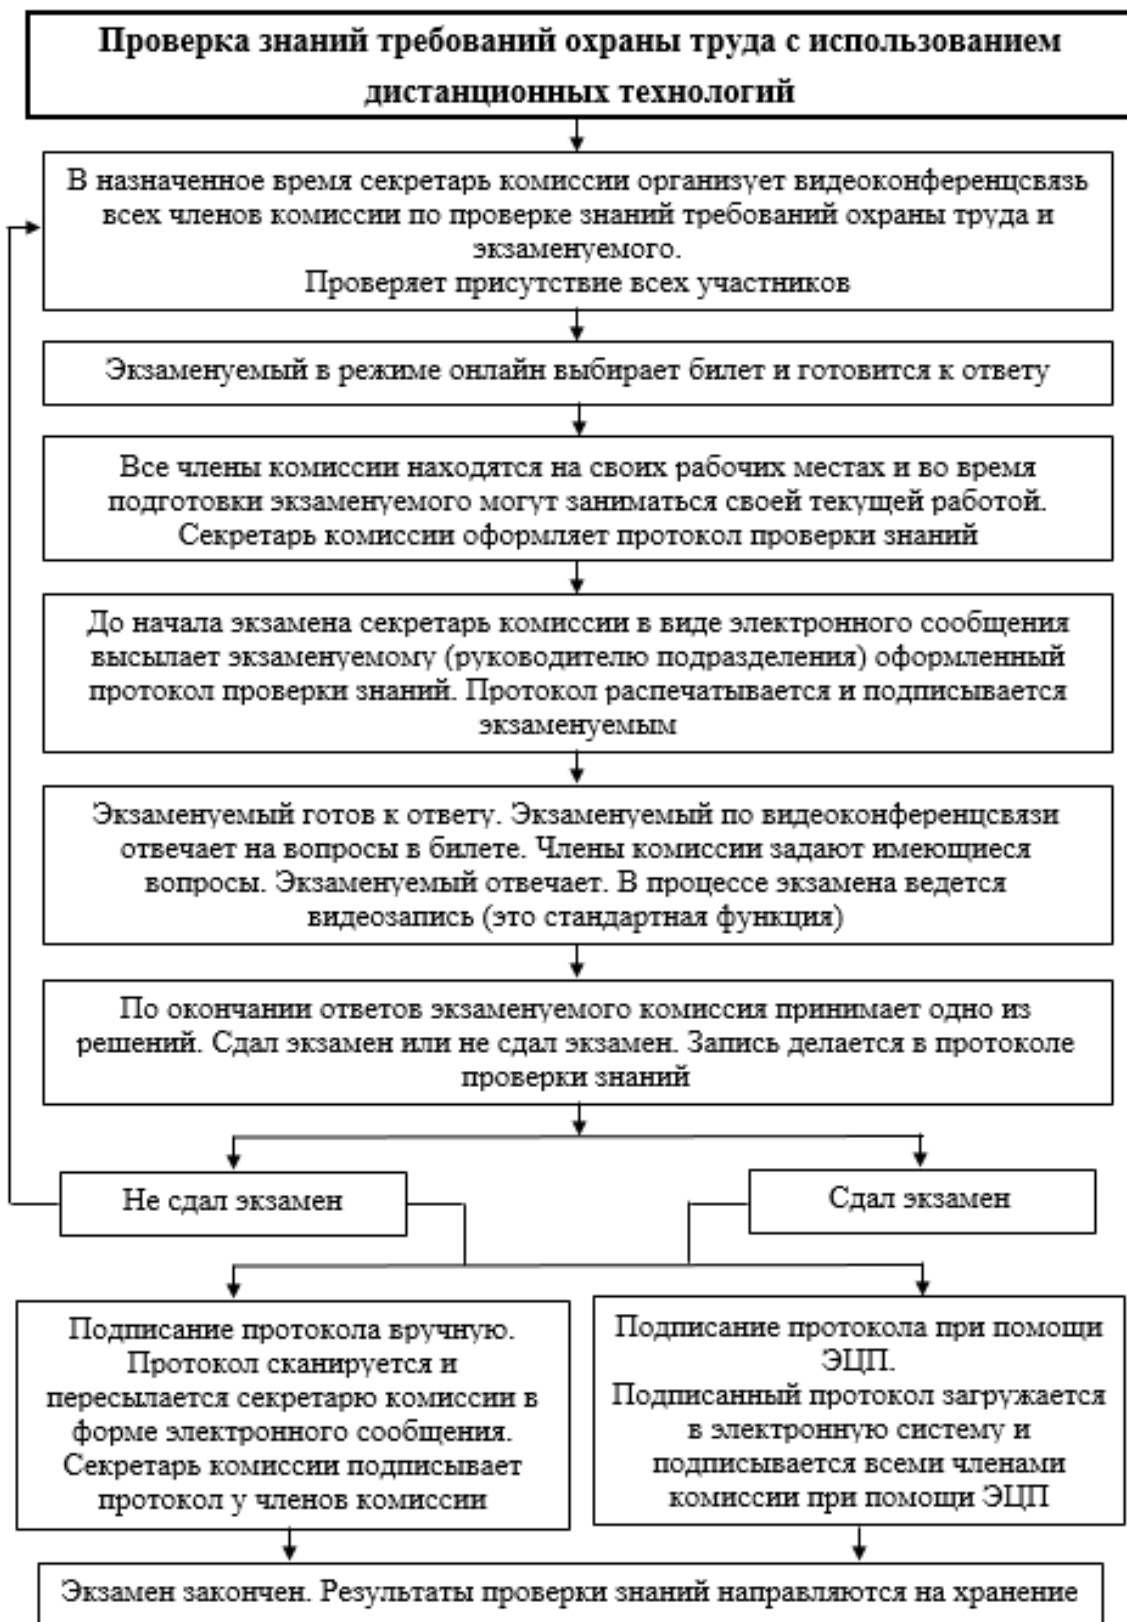 Проверка знаний требований охраны труда с использованием
дистанционных технологий
В назначенное время секретарь комиссии организует видеоконференцсвязь
всех членов комиссии по проверке знаний требований охраны труда и
экзаменуемого.
Проверяет присутствие всех участников
Экзаменуемый в режиме онлайн выбирает билет и готовится к ответу
Все члены комиссии находятся на своих рабочих местах и во время
подготовки экзаменуемого могут заниматься своей текущей работой.
Секретарь комиссии оформляет протокол проверки знаний
До начала экзамена секретарь комиссии в виде электронного сообщения
высылает экзаменуемому (руководителю подразделения) оформленный
протокол проверки знаний. Протокол распечатывается и подписывается
экзаменуемым
Экзаменуемый готов к ответу. Экзаменуемый по видеоконференцсвязи
отвечает на вопросы в билете. Члены комиссии задают имеющиеся
вопросы. Экзаменуемый отвечает. В процессе экзамена ведется
видеозапись (это стандартная функция)
По окончании ответов экзаменуемого комиссия принимает одно из
решений. Сдал экзамен или не сдал экзамен. Запись делается в протоколе
проверки знаний
Не сдал экзамен
Сдал экзамен
Подписание протокола вручную.
Протокол сканируется и
пересылается секретарю комиссии в
форме электронного сообщения.
Секретарь комиссии подписывает
протокол у членов комиссии
Подписание протокола при помощи
ЭЦП.
Подписанный протокол загружается
в электронную систему и
подписывается всеми членами
комиссии при помощи ЭЦП
Экзамен закончен. Результаты проверки знаний направляются на хранение